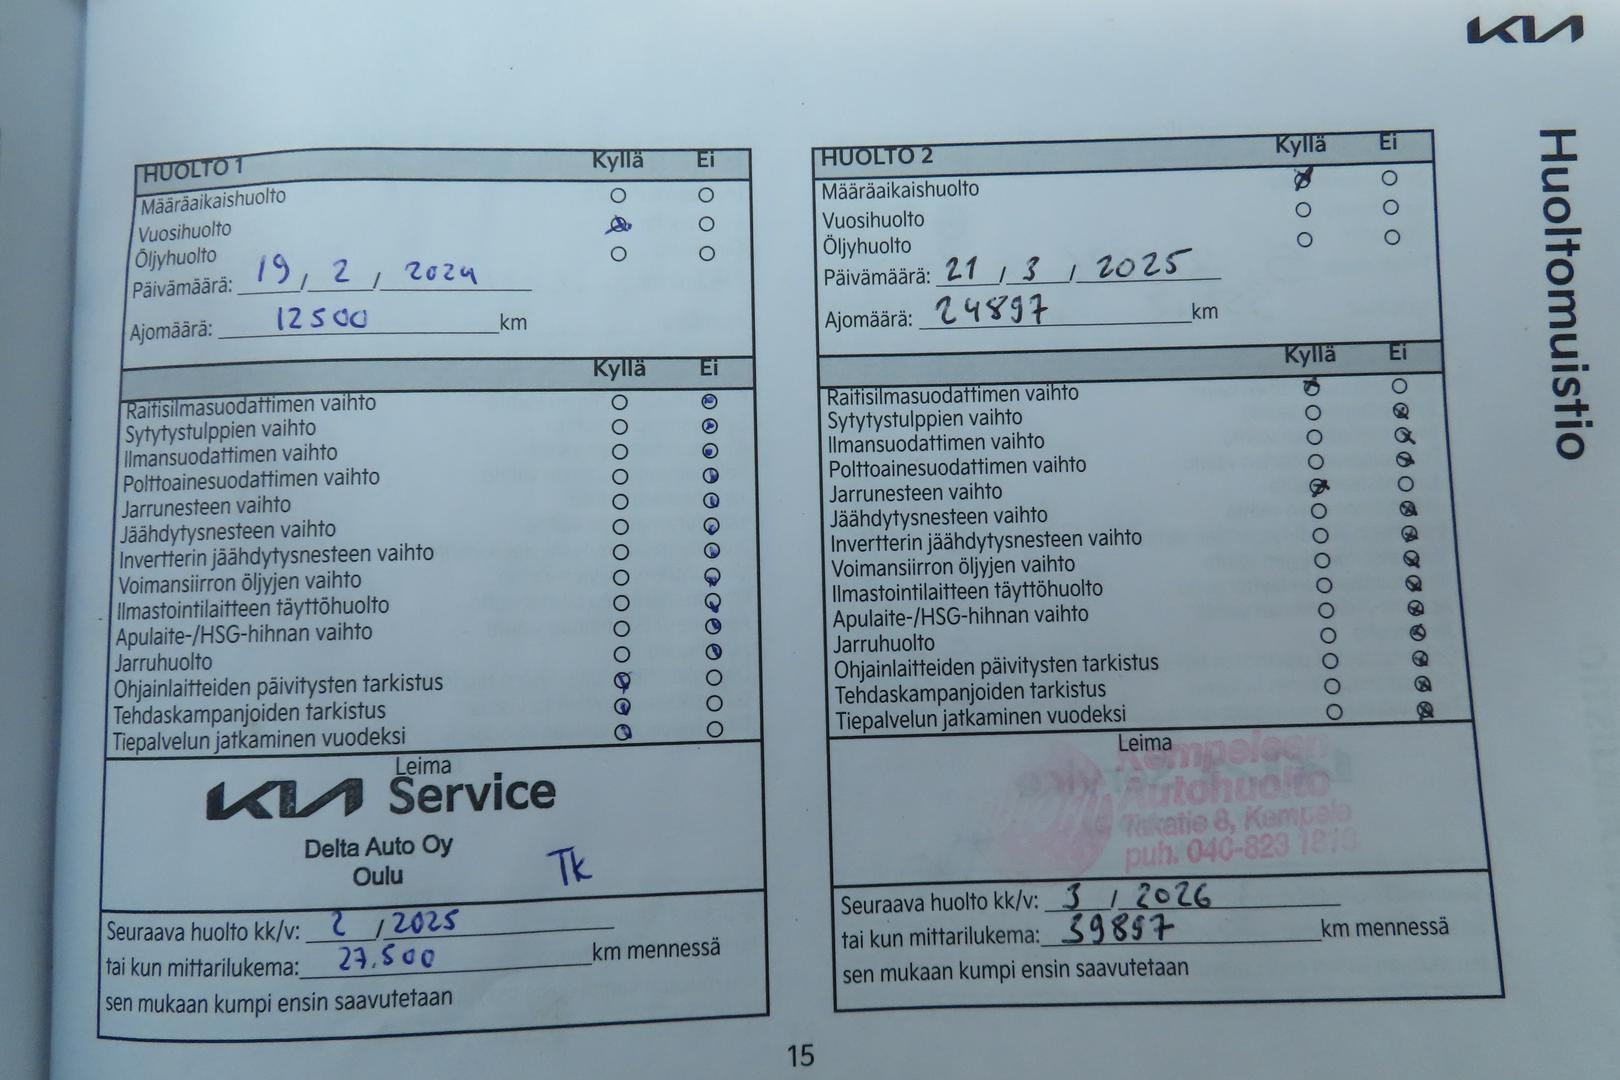 KIA
Huoltomuistio
HUOLTO 1 Kyllä Ei
Määräaikaishuolto
Vuosihuolto
Öljyhuolto
Päivämäärä: 19 / 2 / 2024
Ajomäärä: 12500 km
Kyllä Ei
Raitisilmasuodattimen vaihto
Sytytystulppien vaihto
Ilmansuodattimen vaihto
Polttoainesuodattimen vaihto
Jarrunesteen vaihto
Jäähdytysnesteen vaihto
Invertterin jäähdytysnesteen vaihto
Voimansiirron öljyjen vaihto
Ilmastointilaitteen täyttöhuolto
Apulaite-/HSG-hihnan vaihto
Jarruhuolto
Ohjainlaitteiden päivitysten tarkistus
Tehdaskampanjoiden tarkistus
Tiepalvelun jatkaminen vuodeksi
Leima
KIA Service
Delta Auto Oy
Oulu
Tk
Seuraava huolto kk/v: 2 / 2025
tai kun mittarilukema: 27.500 km mennessä
sen mukaan kumpi ensin saavutetaan
HUOLTO 2 Kyllä Ei
Määräaikaishuolto
Vuosihuolto
Öljyhuolto
Päivämäärä: 21 / 3 / 2025
Ajomäärä: 24897 km
Kyllä Ei
Raitisilmasuodattimen vaihto
Sytytystulppien vaihto
Ilmansuodattimen vaihto
Polttoainesuodattimen vaihto
Jarrunesteen vaihto
Jäähdytysnesteen vaihto
Invertterin jäähdytysnesteen vaihto
Voimansiirron öljyjen vaihto
Ilmastointilaitteen täyttöhuolto
Apulaite-/HSG-hihnan vaihto
Jarruhuolto
Ohjainlaitteiden päivitysten tarkistus
Tehdaskampanjoiden tarkistus
Tiepalvelun jatkaminen vuodeksi
Leima
Kempeleen
Autohuolto
8, Kempele
puh. 040-823
Seuraava huolto kk/v: 3 / 2026
tai kun mittarilukema: 39897 km mennessä
sen mukaan kumpi ensin saavutetaan
15